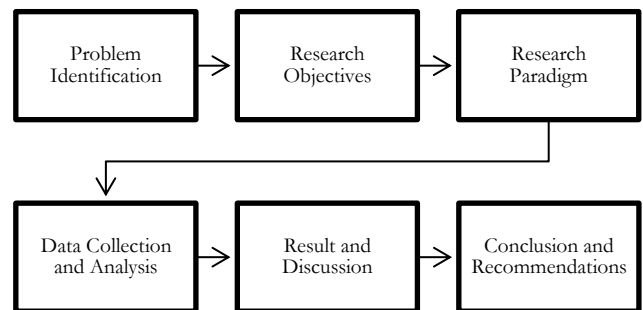 Problem
Identification
Research
Objectives
Research
Paradigm
Data Collection
and Analysis
Result and
Discussion
Conclusion and
Recommendations